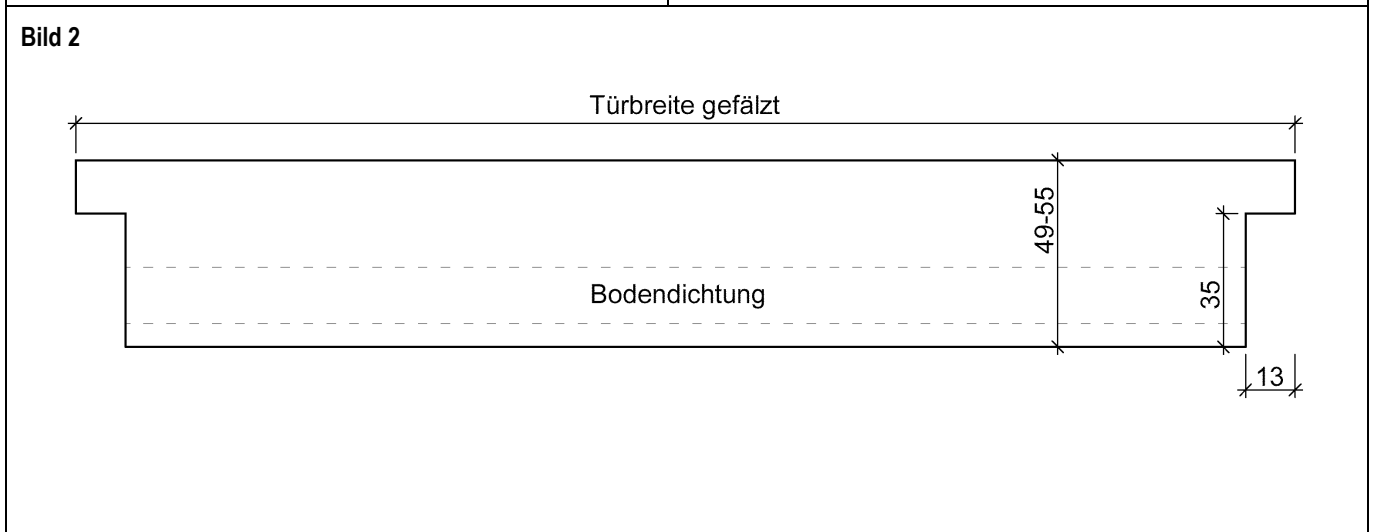 Bild 2
Türbreite gefälzt
49-55
35
Bodendichtung
13